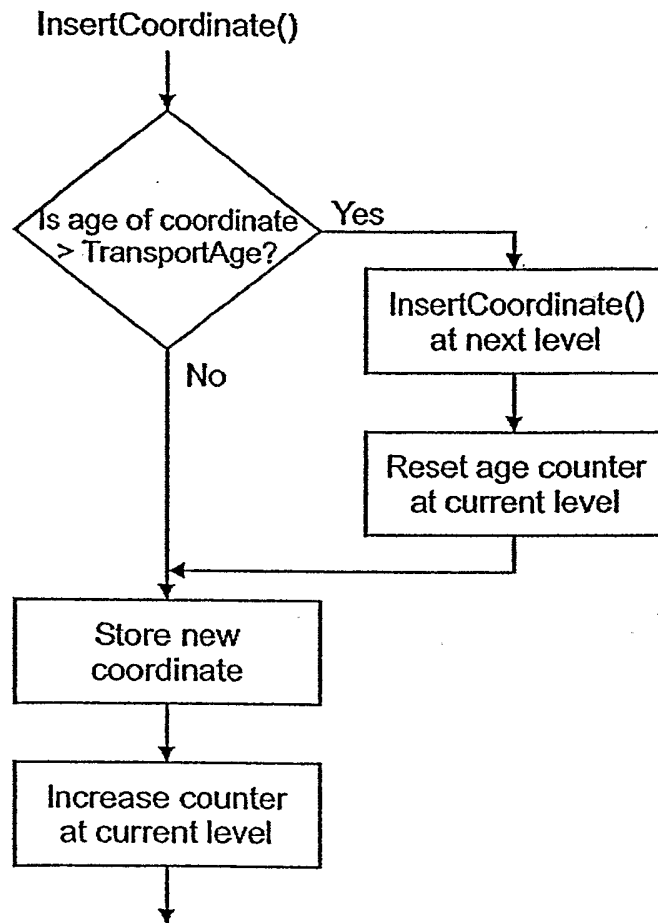 InsertCoordinate()
Is age of coordinate
> TransportAge?
Yes
InsertCoordinate()
at next level
No
Reset age counter
at current level
Store new
coordinate
Increase counter
at current level